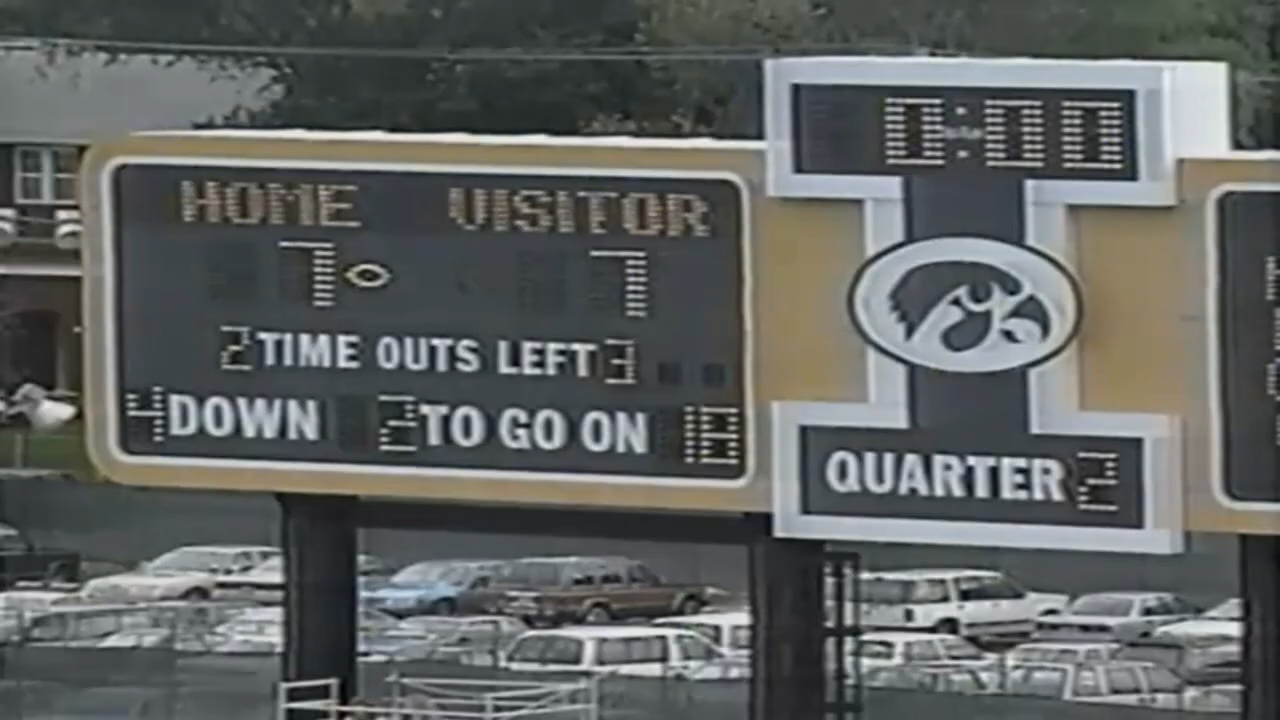 0:00
HOME VISITOR
7 7
2 TIME OUTS LEFT 3
4 DOWN 2 TO GO ON 18
QUARTER 2